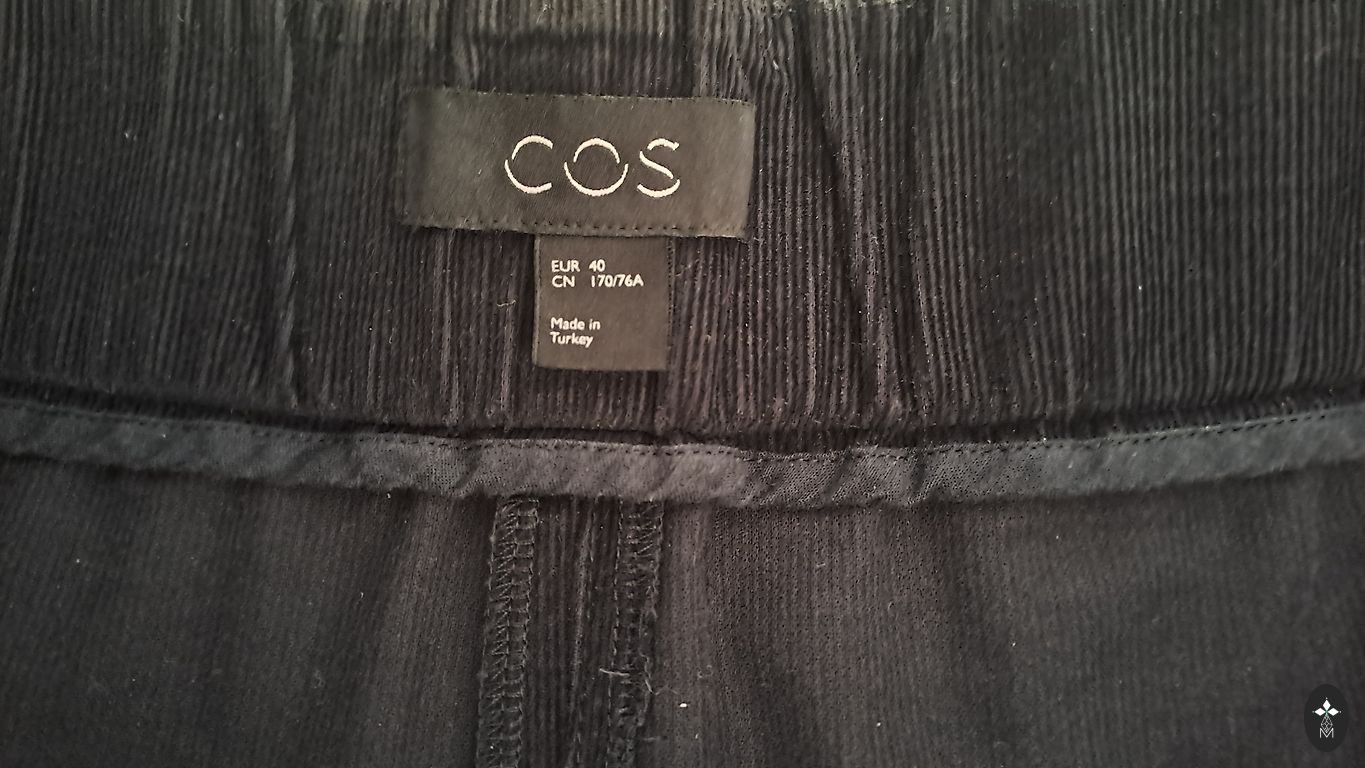 COS
EUR 40
CN 170/76A
Made in
Turkey
M